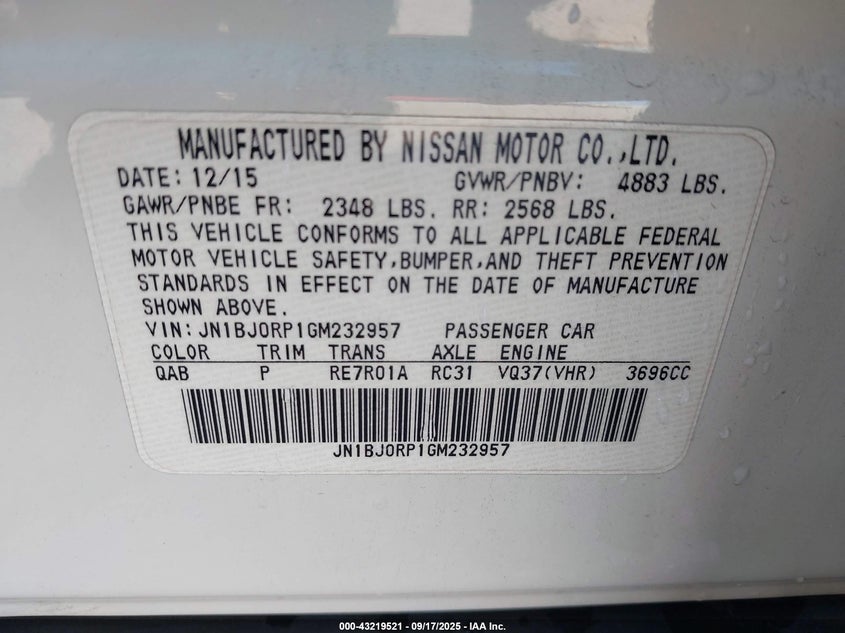 MANUFACTURED BY NISSAN MOTOR CO.,LTD.
DATE: 12/15 GVWR/PNBV: 4883 LBS.
GAWR/PNBE FR: 2348 LBS. RR: 2568 LBS.
THIS VEHICLE CONFORMS TO ALL APPLICABLE FEDERAL
MOTOR VEHICLE SAFETY,BUMPER,AND THEFT PREVENTION
STANDARDS IN EFFECT ON THE DATE OF MANUFACTURE
SHOWN ABOVE.
VIN: JN1BJ0RP1GM232957 PASSENGER CAR
COLOR TRIM TRANS AXLE ENGINE
QAB P RE7R01A RC31 VQ37(VHR) 3696CC
JN1BJ0RP1GM232957
000-43219521 | 09/17/2025 - IAA Inc.